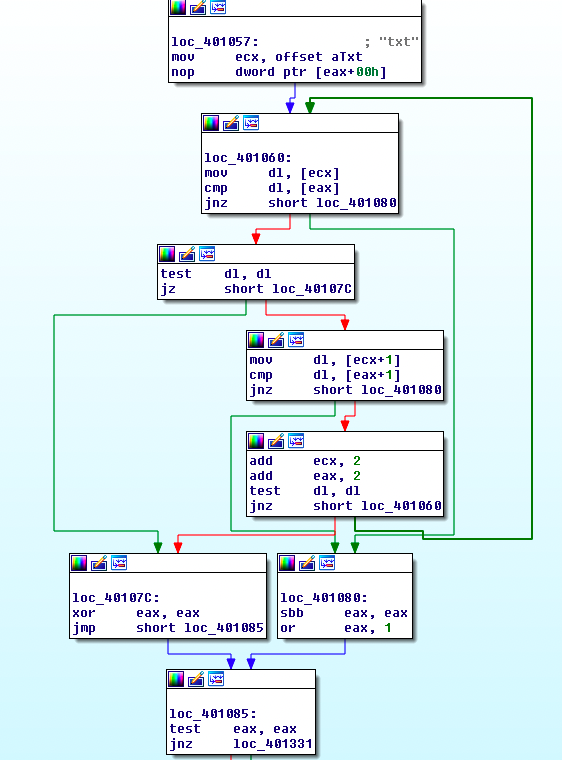 loc_401057: ; "txt"
mov ecx, offset aTxt
nop dword ptr [eax+00h]
loc_401060:
mov dl, [ecx]
cmp dl, [eax]
jnz short loc_401080
test dl, dl
jz short loc_40107C
mov dl, [ecx+1]
cmp dl, [eax+1]
jnz short loc_401080
add ecx, 2
add eax, 2
test dl, dl
jnz short loc_401060
loc_40107C:
xor eax, eax
jmp short loc_401085
loc_401080:
sbb eax, eax
or eax, 1
loc_401085:
test eax, eax
jnz loc_401331